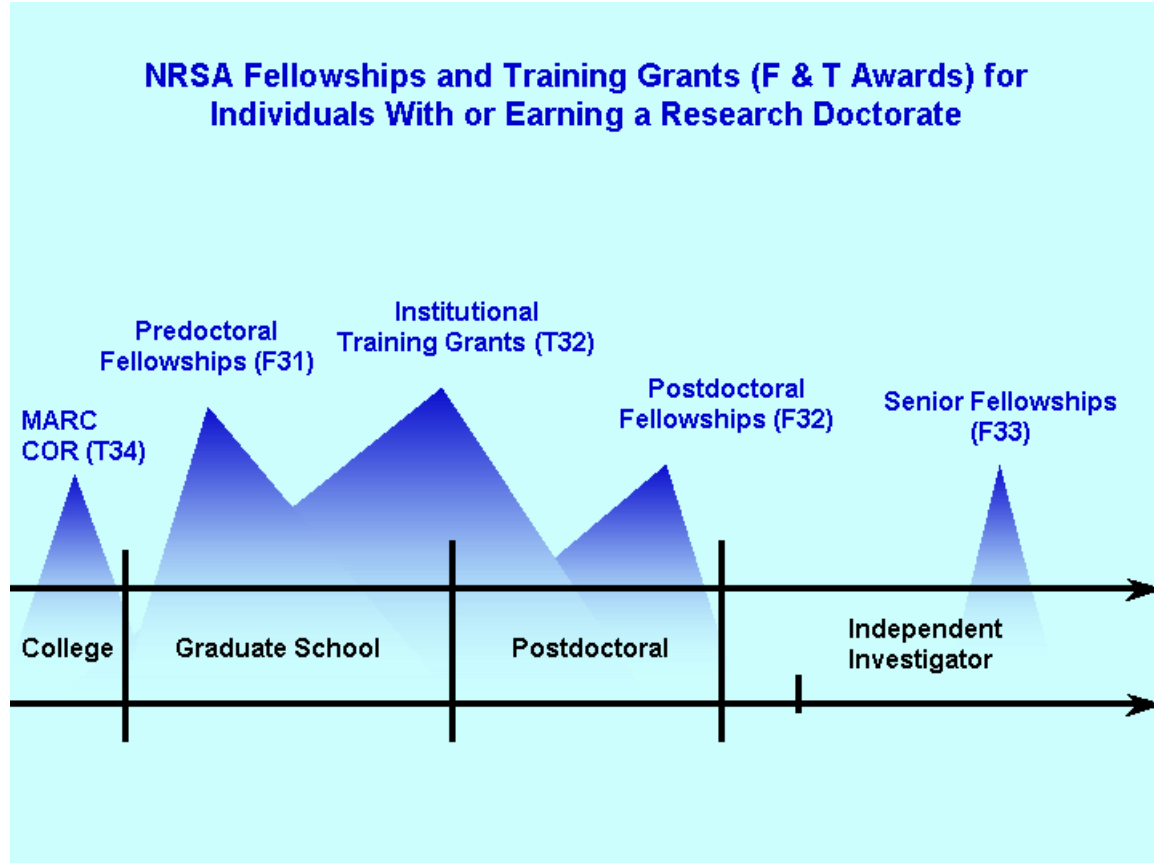 NRSA Fellowships and Training Grants (F & T Awards) for
Individuals With or Earning a Research Doctorate
Institutional
Training Grants (T32)
Predoctoral
Fellowships (F31)
Postdoctoral
Fellowships (F32)
Senior Fellowships
(F33)
MARC
COR (T34)
College
Graduate School
Postdoctoral
Independent
Investigator